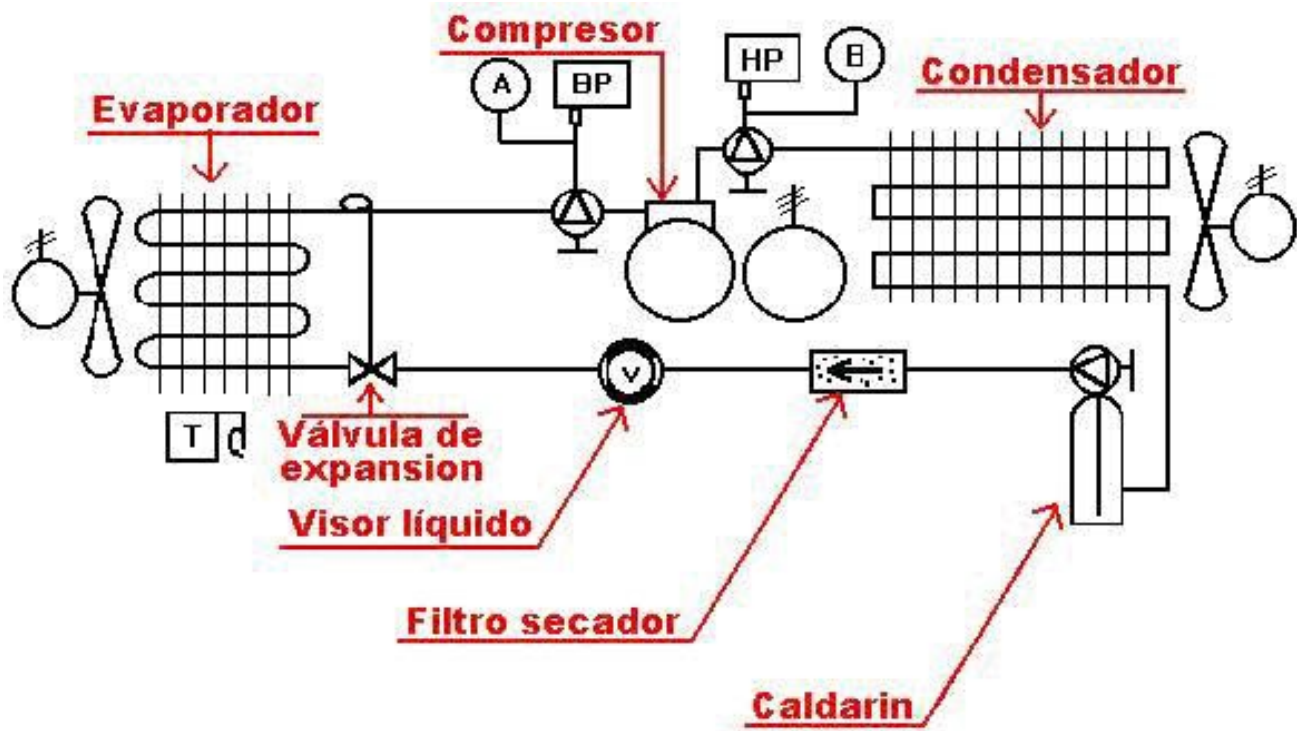 Compresor
HP
B
A
BP
Condensador
Evaporador
V
T
Válvula de
expansion
Visor líquido
Filtro secador
Caldarin